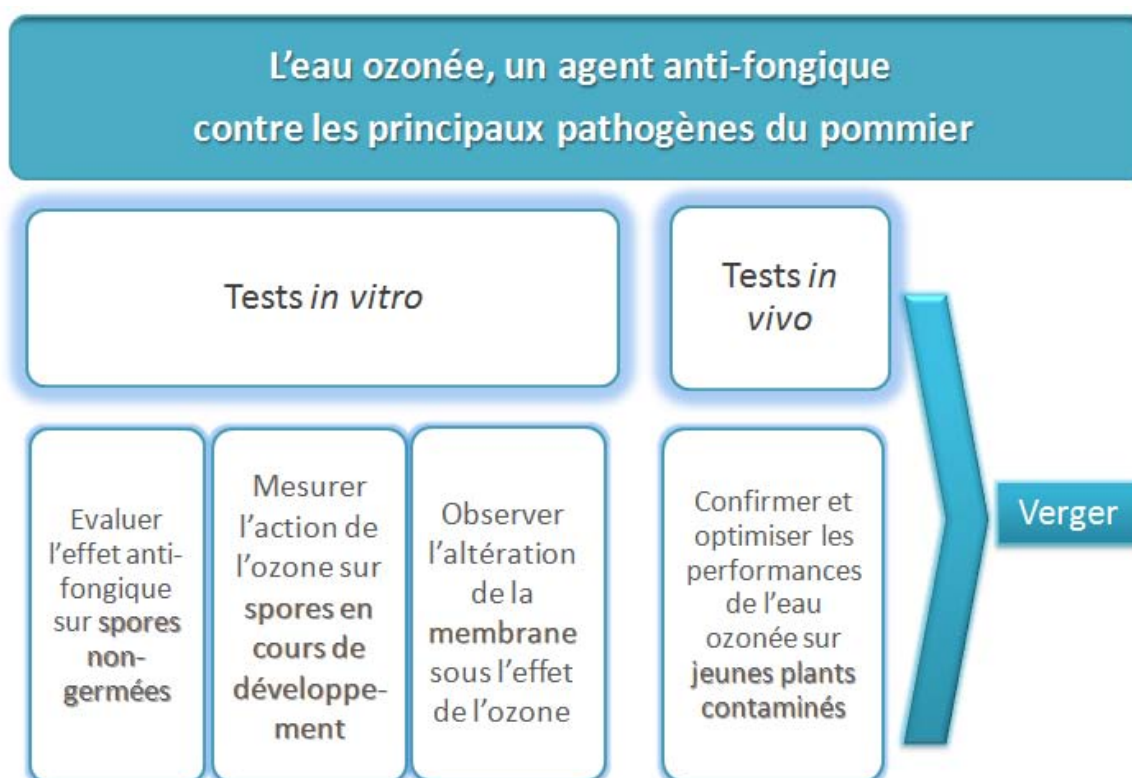 L'eau ozonée, un agent anti-fongique
contre les principaux pathogènes du pommier
Tests in vitro
Tests in
vivo
Evaluer
l'effet anti-
fongique
sur spores
non-
germées
Mesurer
l'action de
l'ozone sur
spores en
cours de
développe-
ment
Observer
l'altération
de la
membrane
sous l'effet
de l'ozone
Confirmer et
optimiser les
performances
de l'eau
ozonée sur
jeunes plants
contaminés
Verger